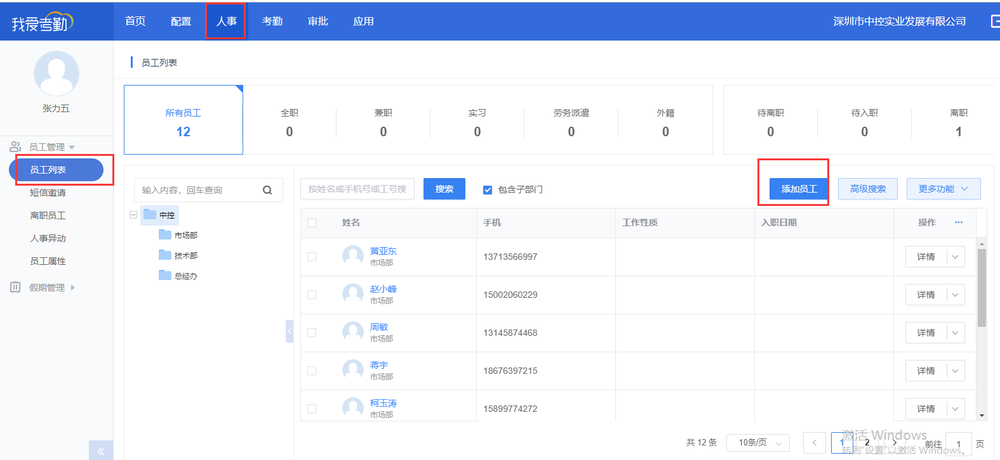 我爱考勤
首页 配置 人事 考勤 审批 应用
深圳市中控实业发展有限公司
张力五
员工管理
员工列表
短信邀请
离职员工
人事异动
员工属性
假期管理
员工列表
所有员工 全职 兼职 实习 劳务派遣 外籍 待离职 待入职 离职
12 0 0 0 0 0 0 0 1
输入内容，回车查询
中控
市场部
技术部
总经办
按姓名或手机号或工号搜 搜索 包含子部门 添加员工 高级搜索 更多功能
姓名 手机 工作性质 入职日期 操作 ···
黄亚东 13713566997 详情
市场部
赵小峰 15002060229 详情
市场部
周敏 13145874468 详情
市场部
蒋宇 18676397215 详情
市场部
柯玉涛 15899774272 详情
市场部
共 12 条 10条/页 1 2 前往 1 页
激活 Windows
转到"设置"以激活 Windows。